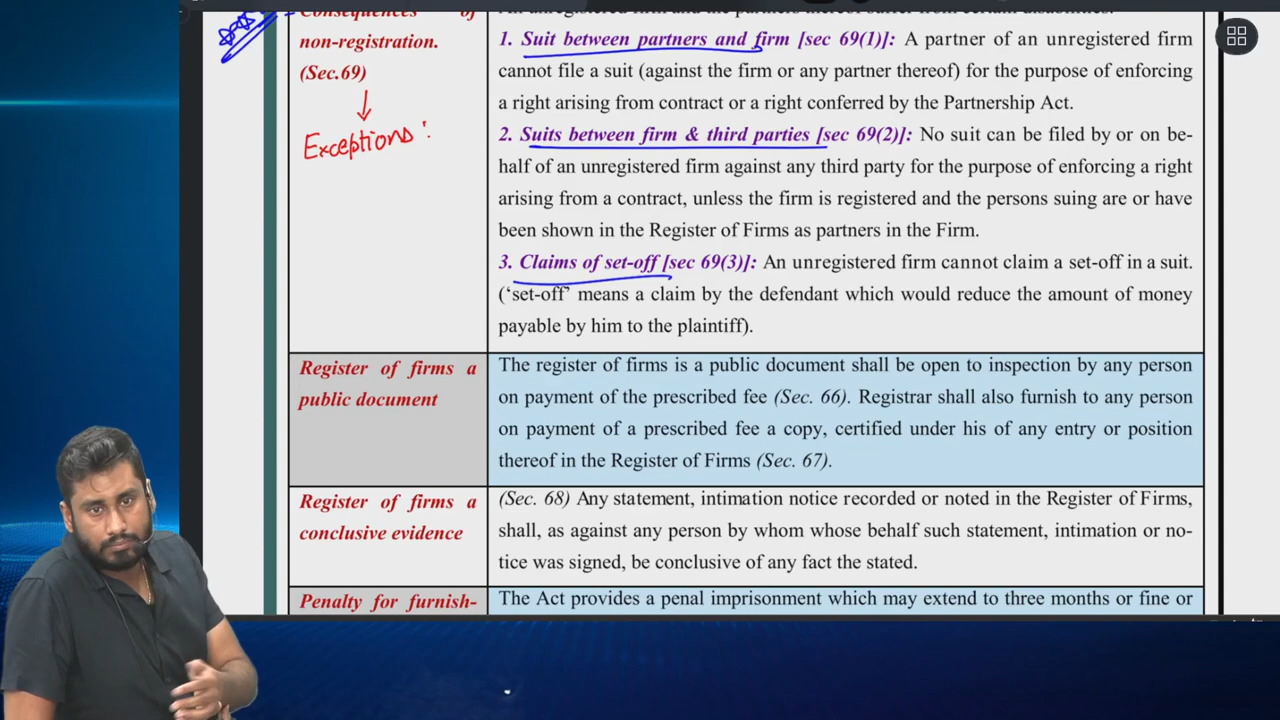 Consequences of
non-registration.
(Sec.69)
Exceptions :
An unregistered firm and the partners thereof suffer from certain disabilities.
1. Suit between partners and firm [sec 69(1)]: A partner of an unregistered firm
cannot file a suit (against the firm or any partner thereof) for the purpose of enforcing
a right arising from contract or a right conferred by the Partnership Act.
2. Suits between firm & third parties [sec 69(2)]: No suit can be filed by or on be-
half of an unregistered firm against any third party for the purpose of enforcing a right
arising from a contract, unless the firm is registered and the persons suing are or have
been shown in the Register of Firms as partners in the Firm.
3. Claims of set-off [sec 69(3)]: An unregistered firm cannot claim a set-off in a suit.
(‘set-off’ means a claim by the defendant which would reduce the amount of money
payable by him to the plaintiff).
Register of firms a
public document
The register of firms is a public document shall be open to inspection by any person
on payment of the prescribed fee (Sec. 66). Registrar shall also furnish to any person
on payment of a prescribed fee a copy, certified under his of any entry or position
thereof in the Register of Firms (Sec. 67).
Register of firms a
conclusive evidence
(Sec. 68) Any statement, intimation notice recorded or noted in the Register of Firms,
shall, as against any person by whom whose behalf such statement, intimation or no-
tice was signed, be conclusive of any fact the stated.
Penalty for furnish-
The Act provides a penal imprisonment which may extend to three months or fine or